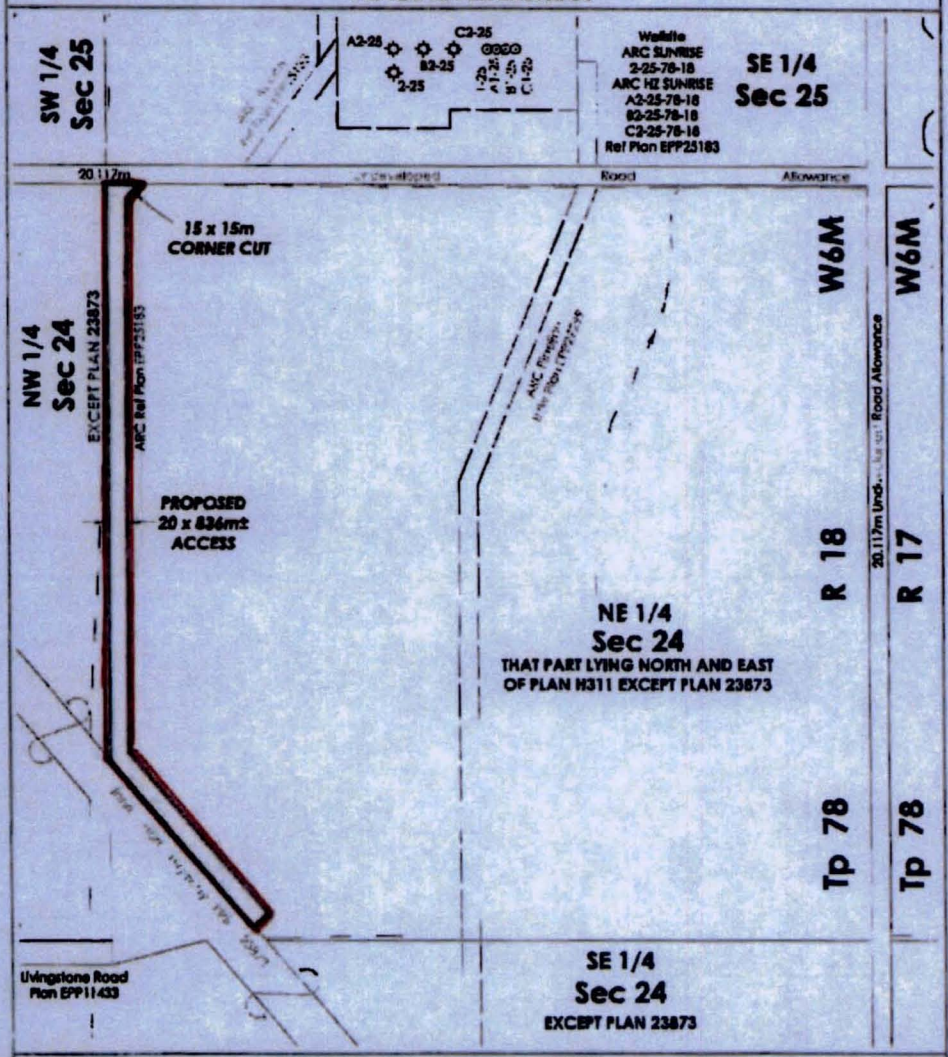 SW 1/4
Sec 25
A2-25
C2-25
B2-25
2-25
Wellsite
ARC SUNRISE
2-25-78-18
ARC HZ SUNRISE
A2-25-78-18
B2-25-78-18
C2-25-78-18
Ref Plan EPP25183
SE 1/4
Sec 25
20.117m
Undeveloped Road Allowance
15 x 15m
CORNER CUT
NW 1/4
Sec 24
EXCEPT PLAN 23873
ARC Ref Plan EPP25183
PROPOSED
20 x 836m±
ACCESS
ARC Pipeline
W6M
R 18
Tp 78
20.117m Road Allowance
W6M
R 17
Tp 78
NE 1/4
Sec 24
THAT PART LYING NORTH AND EAST
OF PLAN H311 EXCEPT PLAN 23873
Livingstone Road
Plan EPP11433
SE 1/4
Sec 24
EXCEPT PLAN 23873